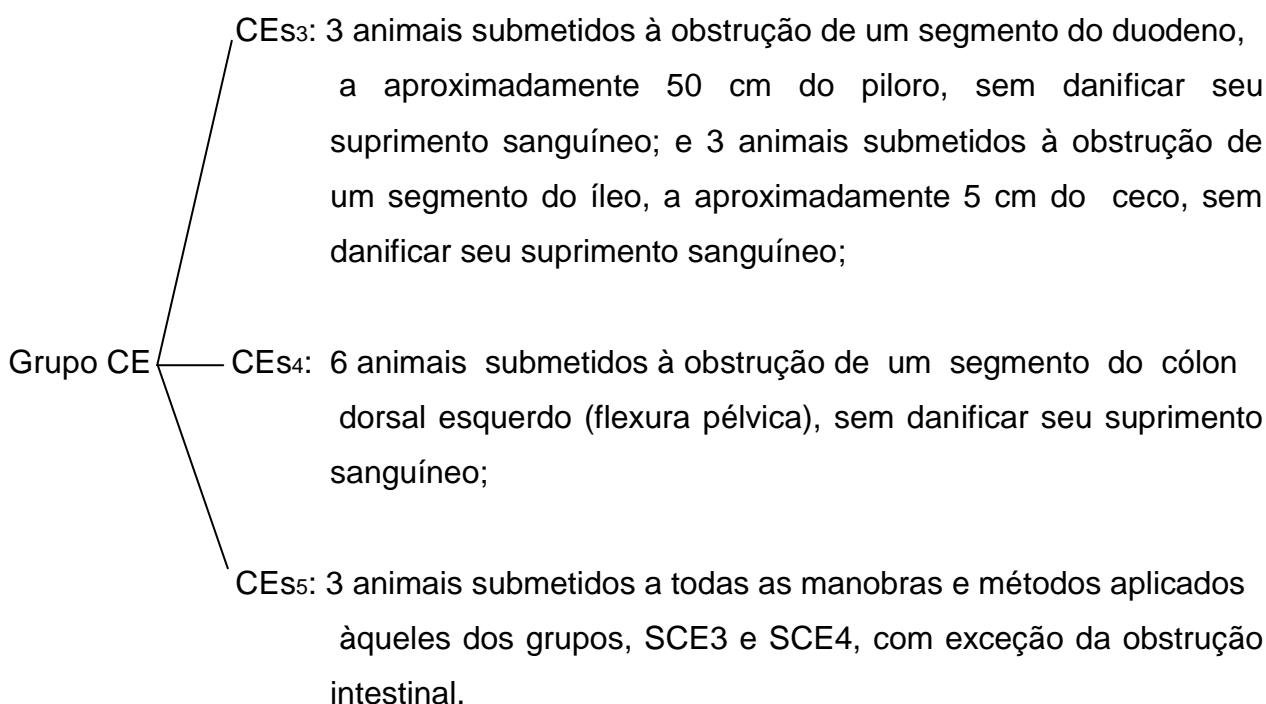 CEs3: 3 animais submetidos à obstrução de um segmento do duodeno,
a aproximadamente 50 cm do piloro, sem danificar seu
suprimento sanguíneo; e 3 animais submetidos à obstrução de
um segmento do íleo, a aproximadamente 5 cm do ceco, sem
danificar seu suprimento sanguíneo;
Grupo CE
CEs4: 6 animais submetidos à obstrução de um segmento do cólon
dorsal esquerdo (flexura pélvica), sem danificar seu suprimento
sanguíneo;
CEs5: 3 animais submetidos a todas as manobras e métodos aplicados
àqueles dos grupos, SCE3 e SCE4, com exceção da obstrução
intestinal.